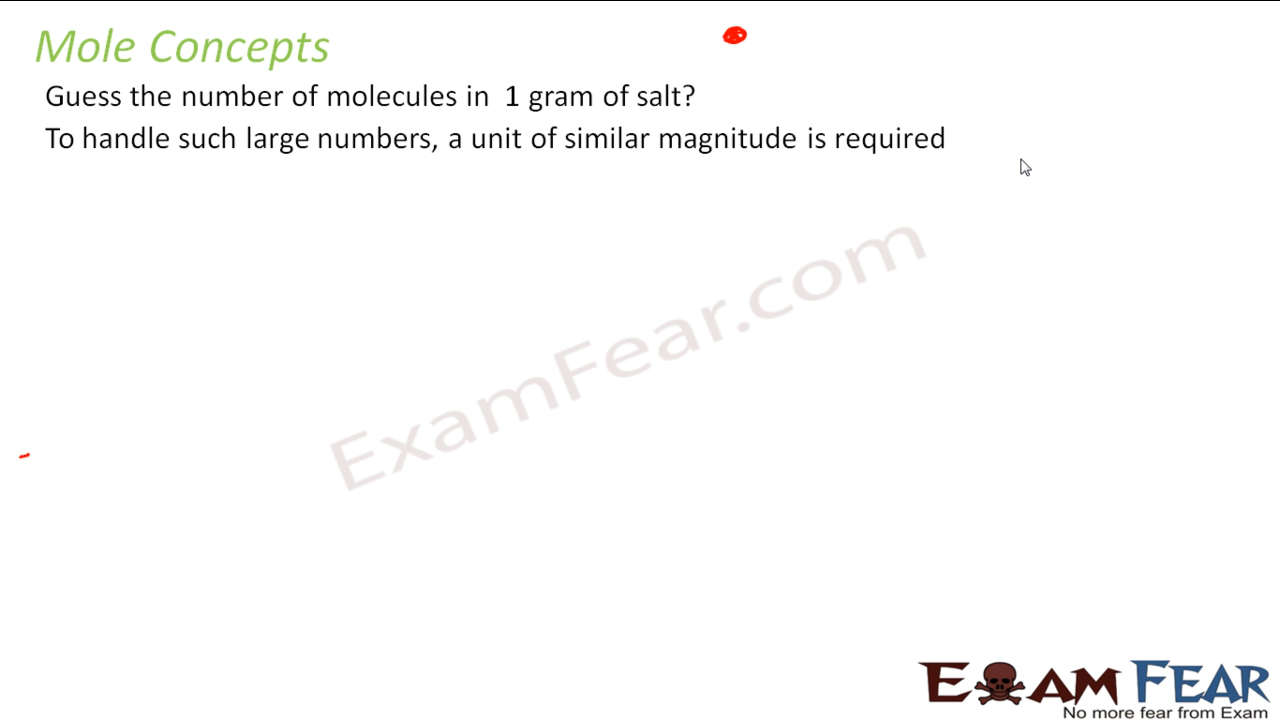 Mole Concepts
Guess the number of molecules in 1 gram of salt?
To handle such large numbers, a unit of similar magnitude is required
ExamFear.com
EXAM FEAR
No more fear from Exam